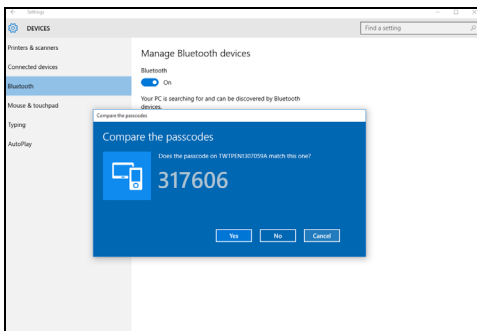 Settings
DEVICES
Find a setting
Printers & scanners
Connected devices
Bluetooth
Mouse & touchpad
Typing
AutoPlay
Manage Bluetooth devices
Bluetooth
On
Your PC is searching for and can be discovered by Bluetooth
devices.
Compare the passcodes
Compare the passcodes
Does the passcode on TWTPENI1307059A match this one?
317606
Yes
No
Cancel